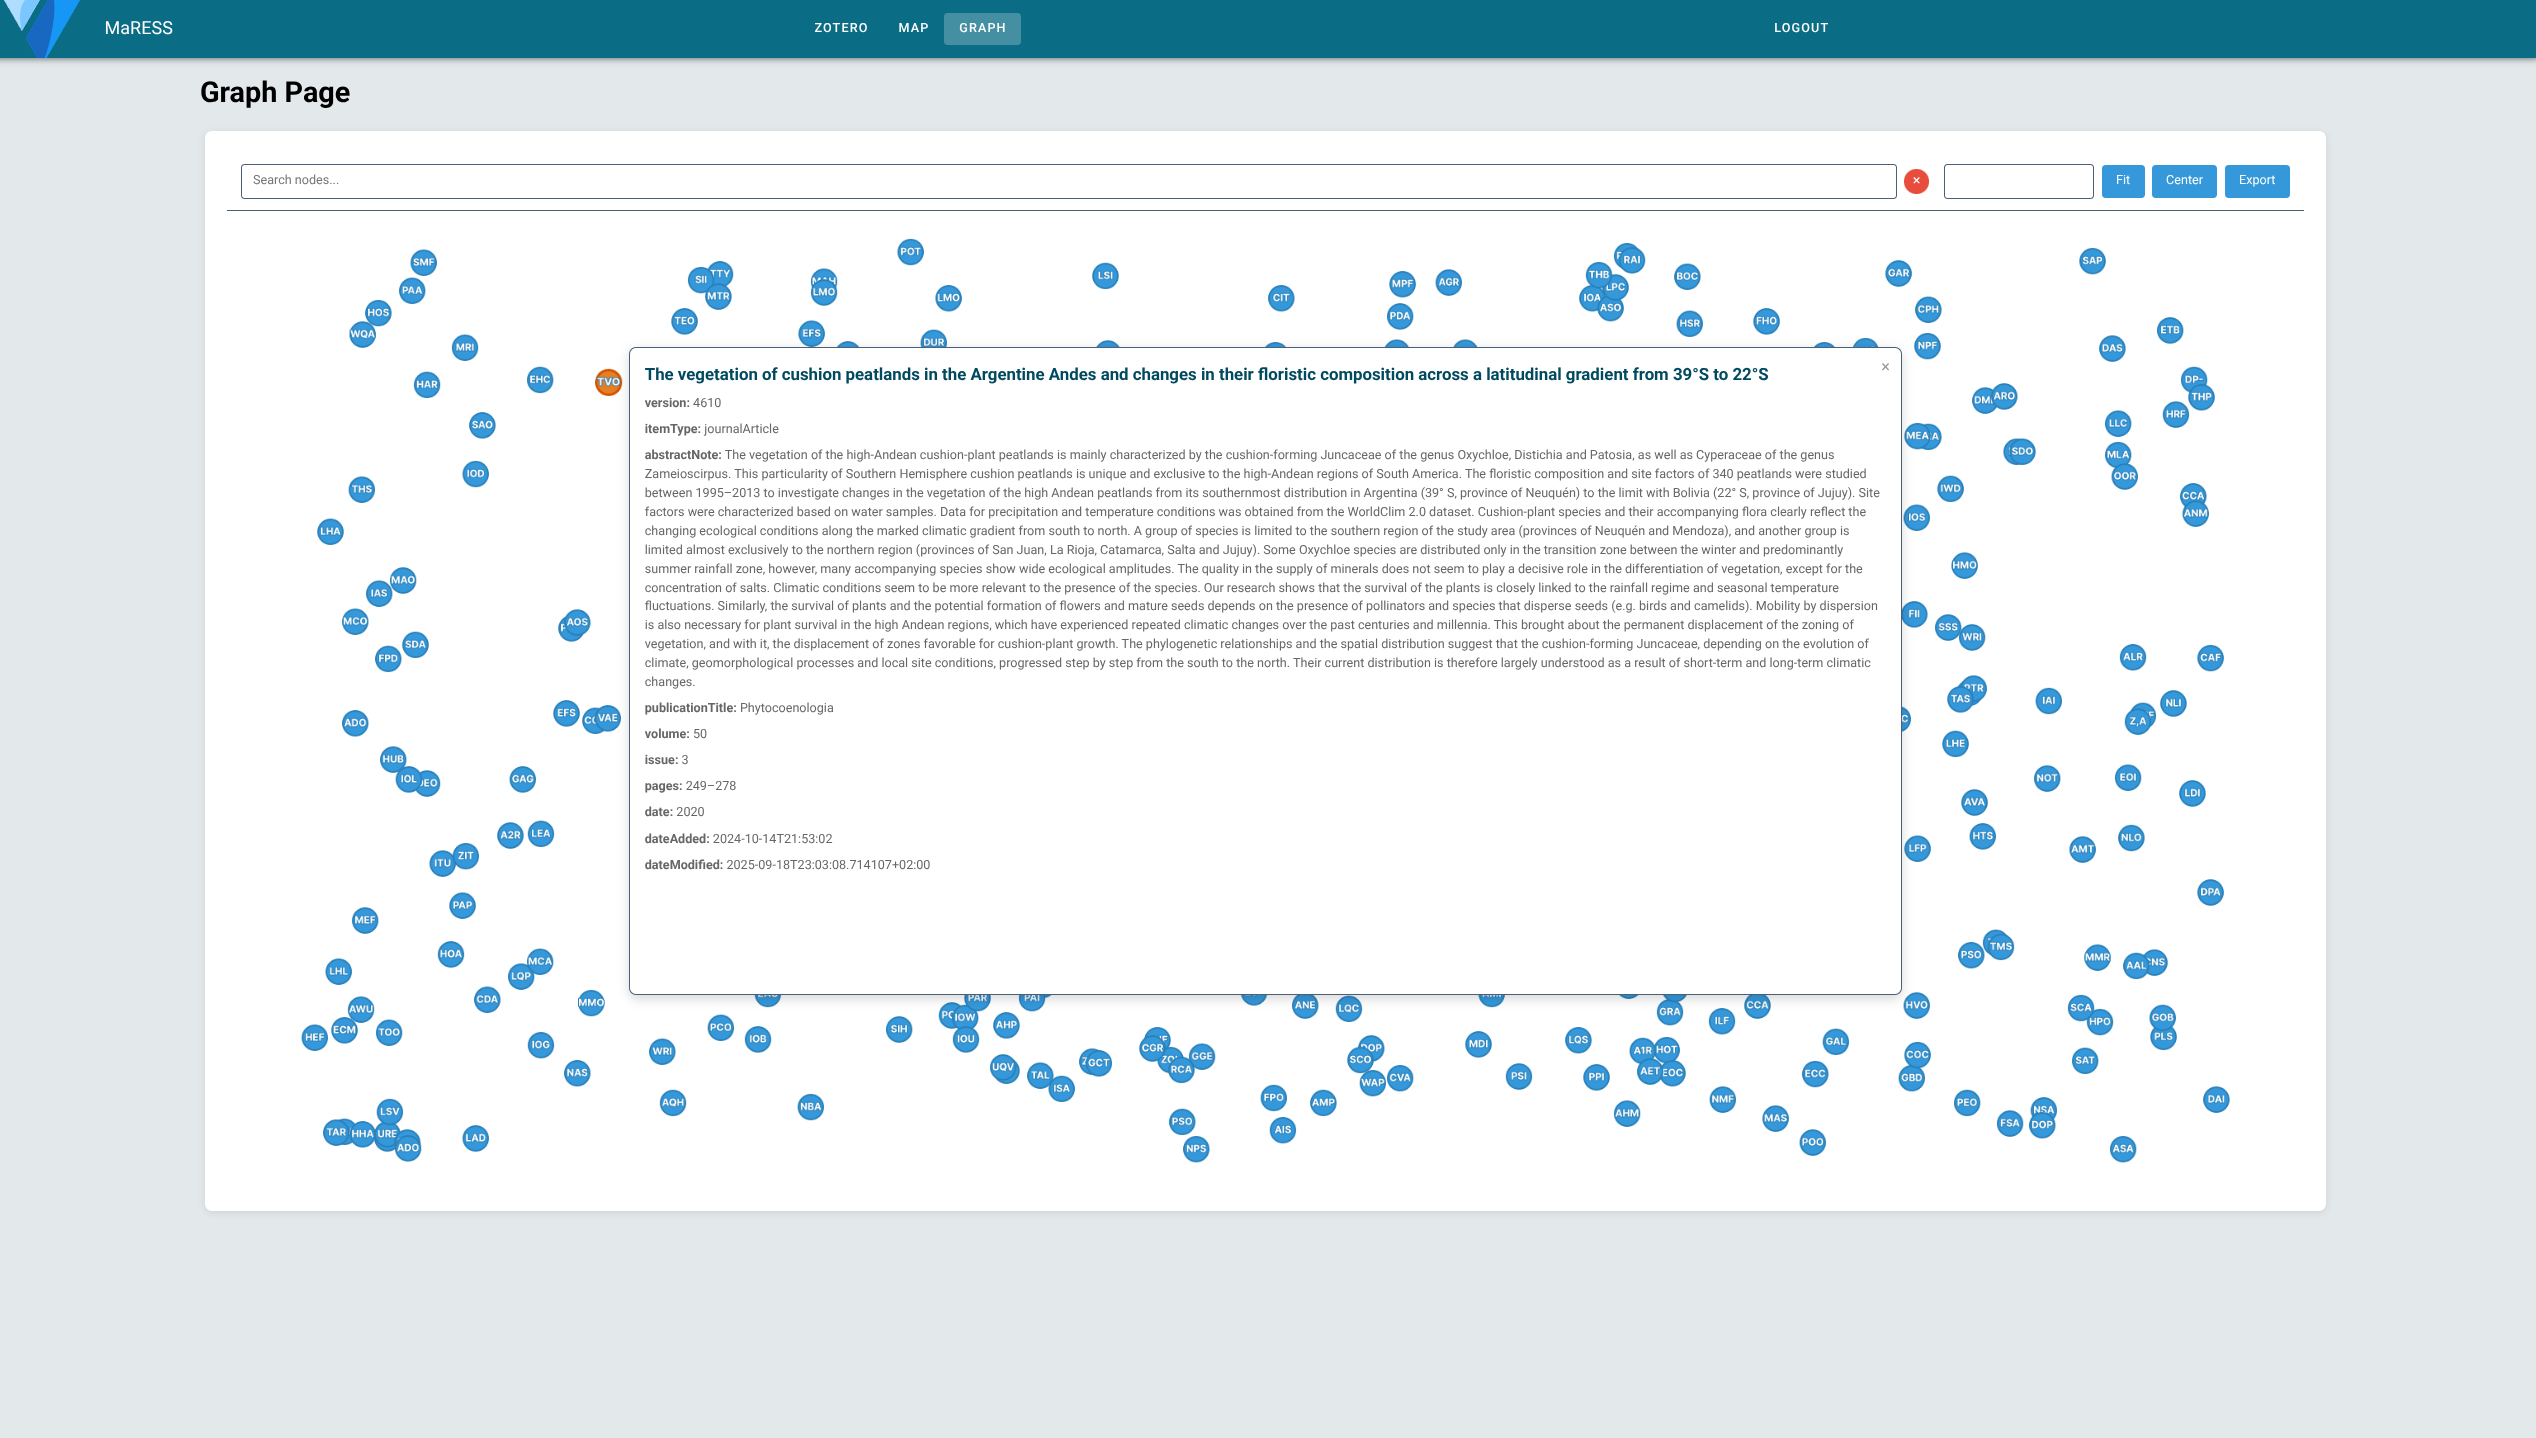 MaRESS
ZOTERO MAP GRAPH LOGOUT
Graph Page
Search nodes... × Fit Center Export
POT
SMF
SAP
TTY
SII
RAI
THB
LSI
BOC
GAR
LMO
MTR
MPF
AGR
LPC
PAA
LMO
CIT
IOA
ASO
CPH
HOS
PDA
TEO
HSR
FHO
WQA
EFS
DUR
ETB
MRI
NPF
DAS
HAR
EHC
TVO
DP-
THP
ARO
HRF
SAO
LLC
MEA
SDO
MLA
IOD
OOR
THS
IWD
CCA
ANM
LHA
IOS
HMO
MAO
IAS
MCO
AOS
FII
SSS
WRI
SDA
FPD
ALR
CAF
TAS
IAI
NLI
Z,A
ADO
EFS
VAE
LHE
HUB
IOL
GAG
NOT
EOI
LDI
AVA
A2R
LEA
HTS
NLO
ITU
ZIT
LFP
AMT
PAP
MEF
DPA
HOA
PSO
TMS
MMR
AAL
LHL
LQP
MCA
CDA
MMO
AWU
HEF
ECM
TOO
IOG
NAS
× The vegetation of cushion peatlands in the Argentine Andes and changes in their floristic composition across a latitudinal gradient from 39°S to 22°S
version: 4610
itemType: journalArticle
abstractNote: The vegetation of the high-Andean cushion-plant peatlands is mainly characterized by the cushion-forming Juncaceae of the genus Oxychloe, Distichia and Patosia, as well as Cyperaceae of the genus
Zameioscirpus. This particularity of Southern Hemisphere cushion peatlands is unique and exclusive to the high-Andean regions of South America. The floristic composition and site factors of 340 peatlands were studied
between 1995–2013 to investigate changes in the vegetation of the high Andean peatlands from its southernmost distribution in Argentina (39° S, province of Neuquén) to the limit with Bolivia (22° S, province of Jujuy). Site
factors were characterized based on water samples. Data for precipitation and temperature conditions was obtained from the WorldClim 2.0 dataset. Cushion-plant species and their accompanying flora clearly reflect the
changing ecological conditions along the marked climatic gradient from south to north. A group of species is limited to the southern region of the study area (provinces of Neuquén and Mendoza), and another group is
limited almost exclusively to the northern region (provinces of San Juan, La Rioja, Catamarca, Salta and Jujuy). Some Oxychloe species are distributed only in the transition zone between the winter and predominantly
summer rainfall zone, however, many accompanying species show wide ecological amplitudes. The quality in the supply of minerals does not seem to play a decisive role in the differentiation of vegetation, except for the
concentration of salts. Climatic conditions seem to be more relevant to the presence of the species. Our research shows that the survival of the plants is closely linked to the rainfall regime and seasonal temperature
fluctuations. Similarly, the survival of plants and the potential formation of flowers and mature seeds depends on the presence of pollinators and species that disperse seeds (e.g. birds and camelids). Mobility by dispersion
is also necessary for plant survival in the high Andean regions, which have experienced repeated climatic changes over the past centuries and millennia. This brought about the permanent displacement of the zoning of
vegetation, and with it, the displacement of zones favorable for cushion-plant growth. The phylogenetic relationships and the spatial distribution suggest that the cushion-forming Juncaceae, depending on the evolution of
climate, geomorphological processes and local site conditions, progressed step by step from the south to the north. Their current distribution is therefore largely understood as a result of short-term and long-term climatic
changes.
publicationTitle: Phytocoenologia
volume: 50
issue: 3
pages: 249–278
date: 2020
dateAdded: 2024-10-14T21:53:02
dateModified: 2025-09-18T23:03:08.714107+02:00
PAR
PAI
ANE
LQC
GRA
CCA
HVO
SCA
IOW
PCO
IOB
SIH
AHP
IOU
ILF
HPO
GOB
PLS
WRI
CGR
GGE
MDI
LQS
A1R
HOT
GAL
COC
UQV
GCT
RCA
SCO
SAT
TAL
ISA
WAP
CVA
PSI
PPI
AET
EOC
ECC
GBD
AQH
NBA
FPO
AMP
NMF
PEO
DAI
LSV
PSO
AHM
MAS
NSA
TAR
HHA
URE
AIS
FSA
DOP
ADO
LAD
NPS
POO
ASA